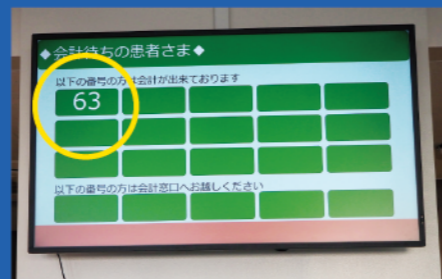 ◆会計待ちの患者さま◆
以下の番号の方は会計が出来ております
63
以下の番号の方は会計窓口へお越しください